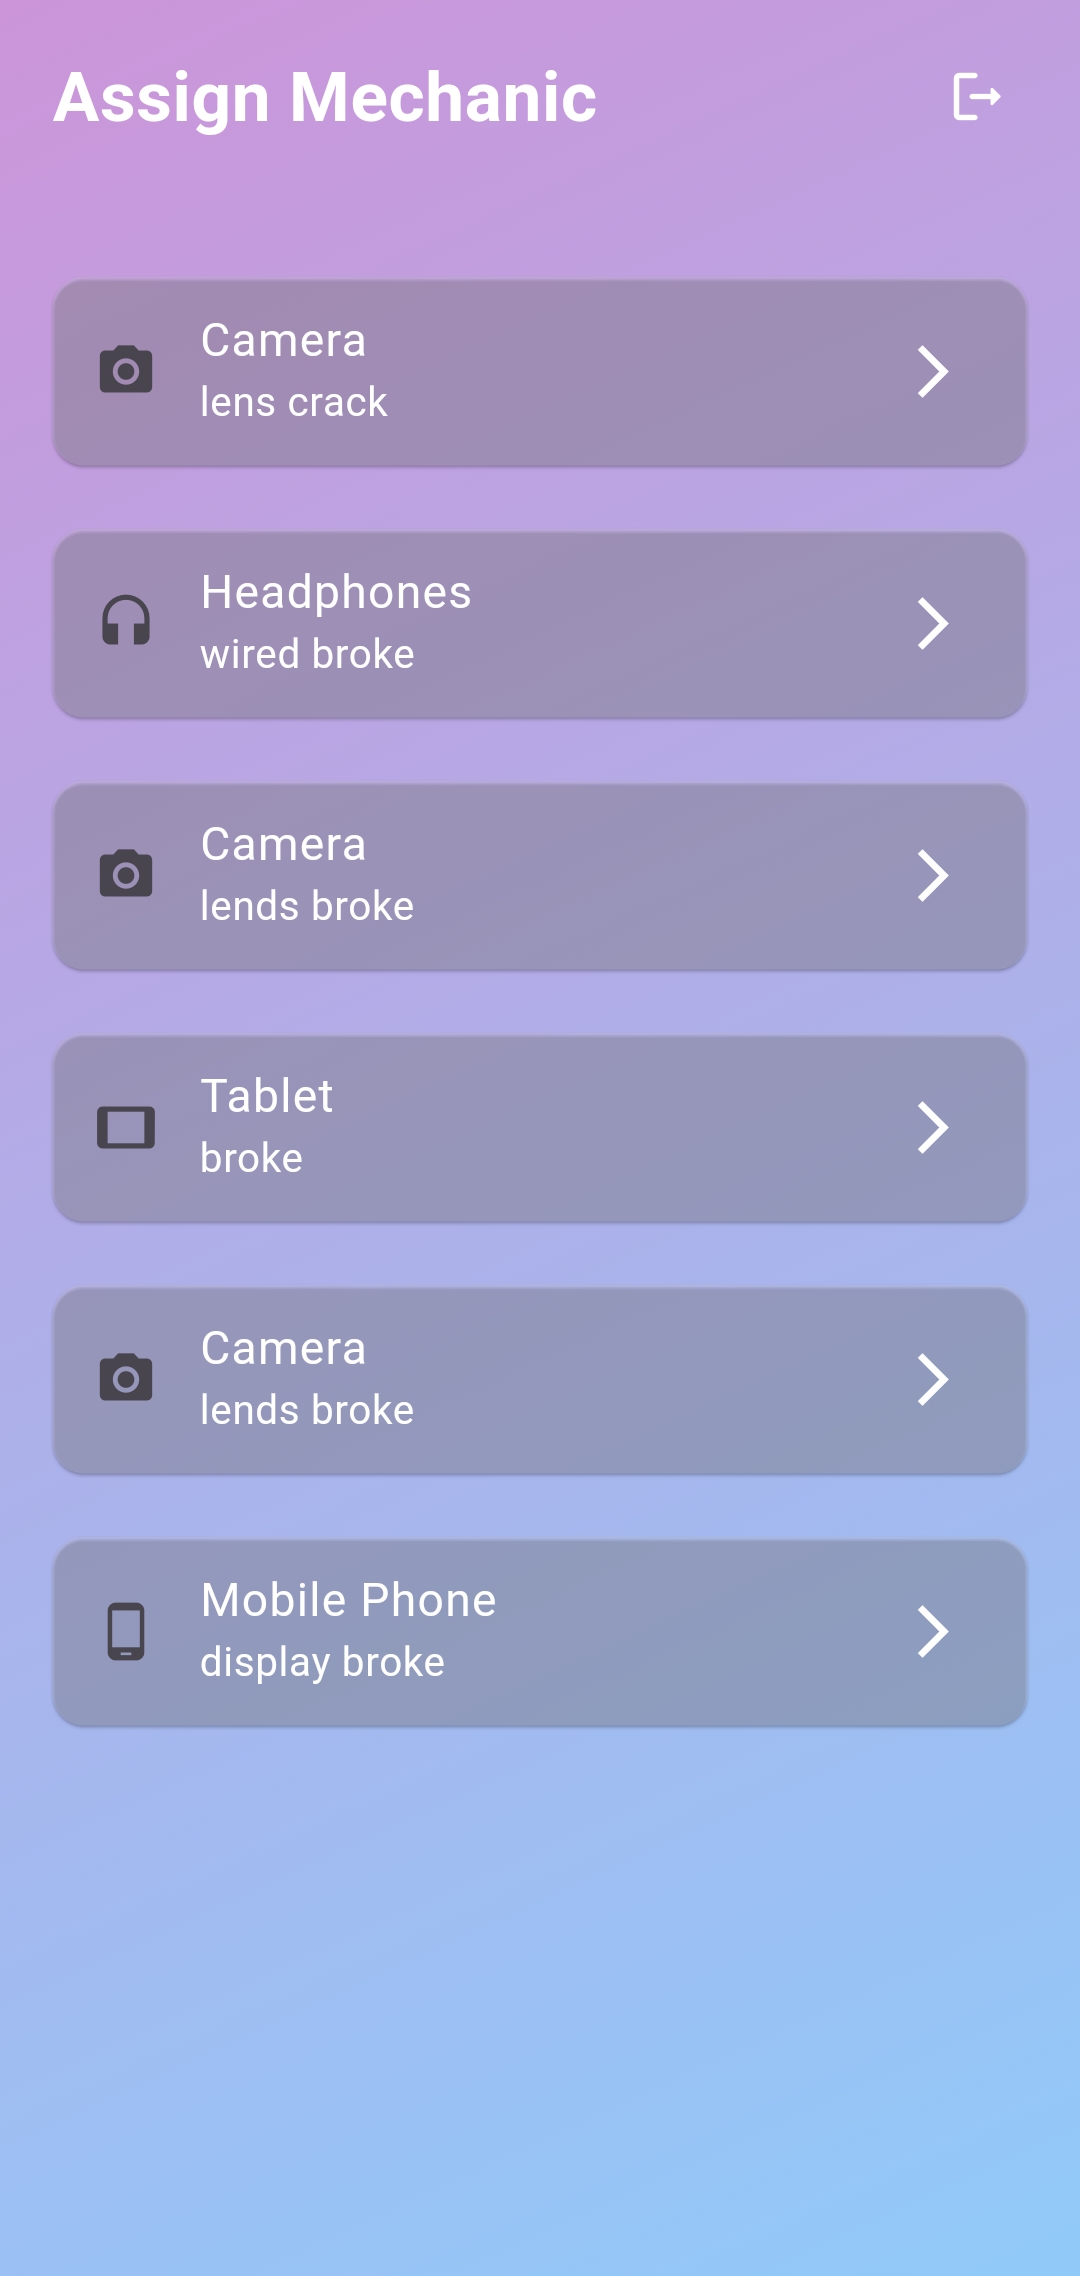 Assign Mechanic
Camera
lens crack
Headphones
wired broke
Camera
lends broke
Tablet
broke
Camera
lends broke
Mobile Phone
display broke